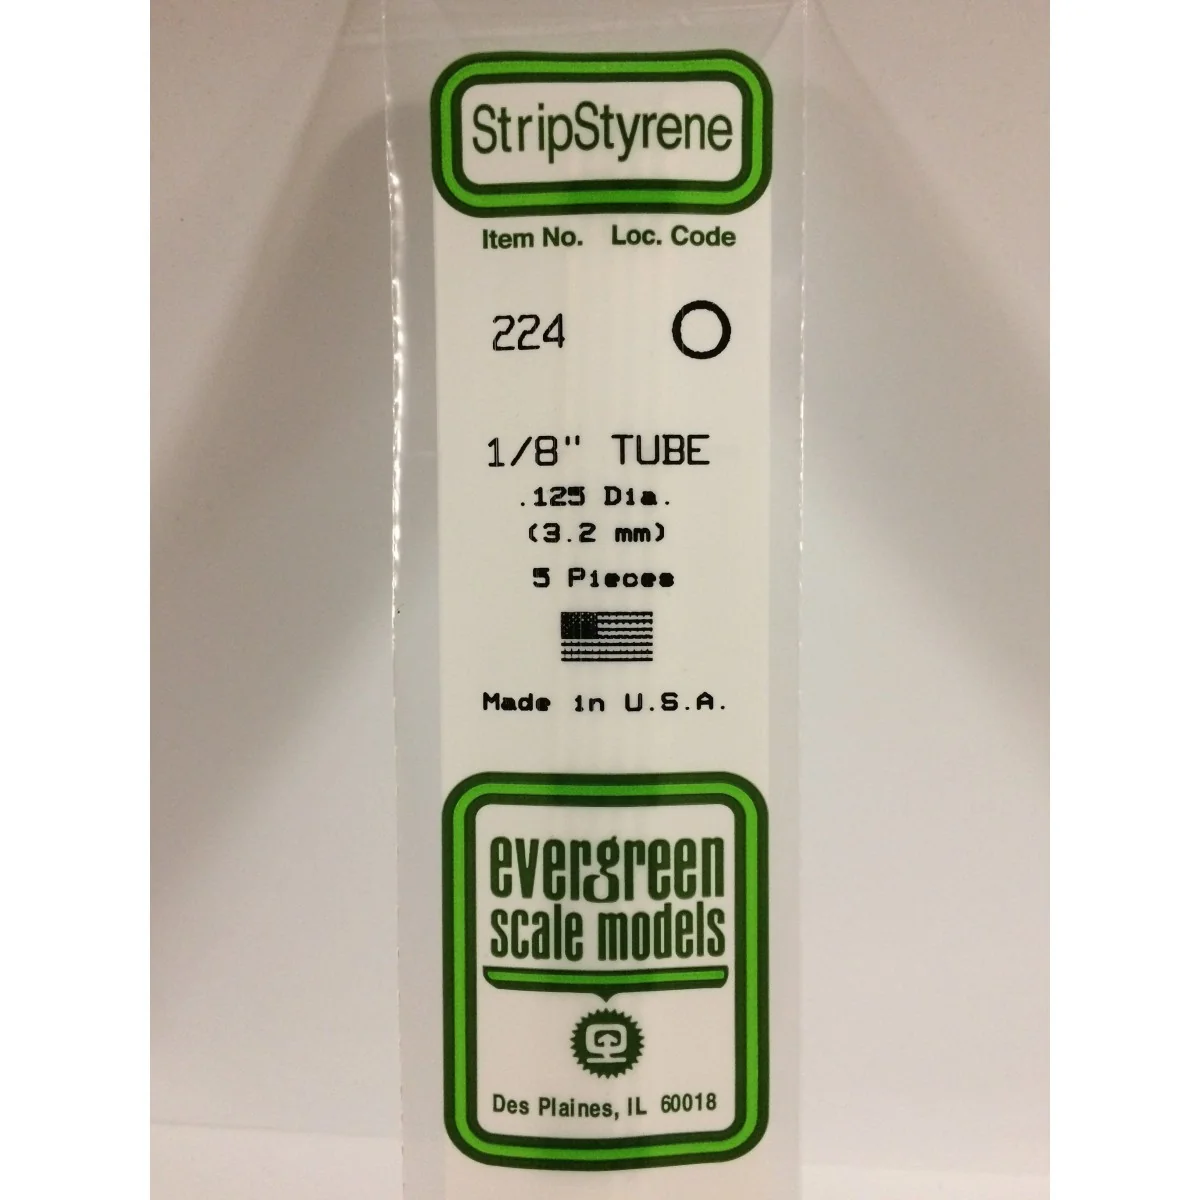 StripStyrene
Item No. Loc. Code
224
1/8" TUBE
.125 Dia.
(3.2 mm)
5 Pieces
Made in U.S.A.
evergreen
scale models
Des Plaines, IL 60018